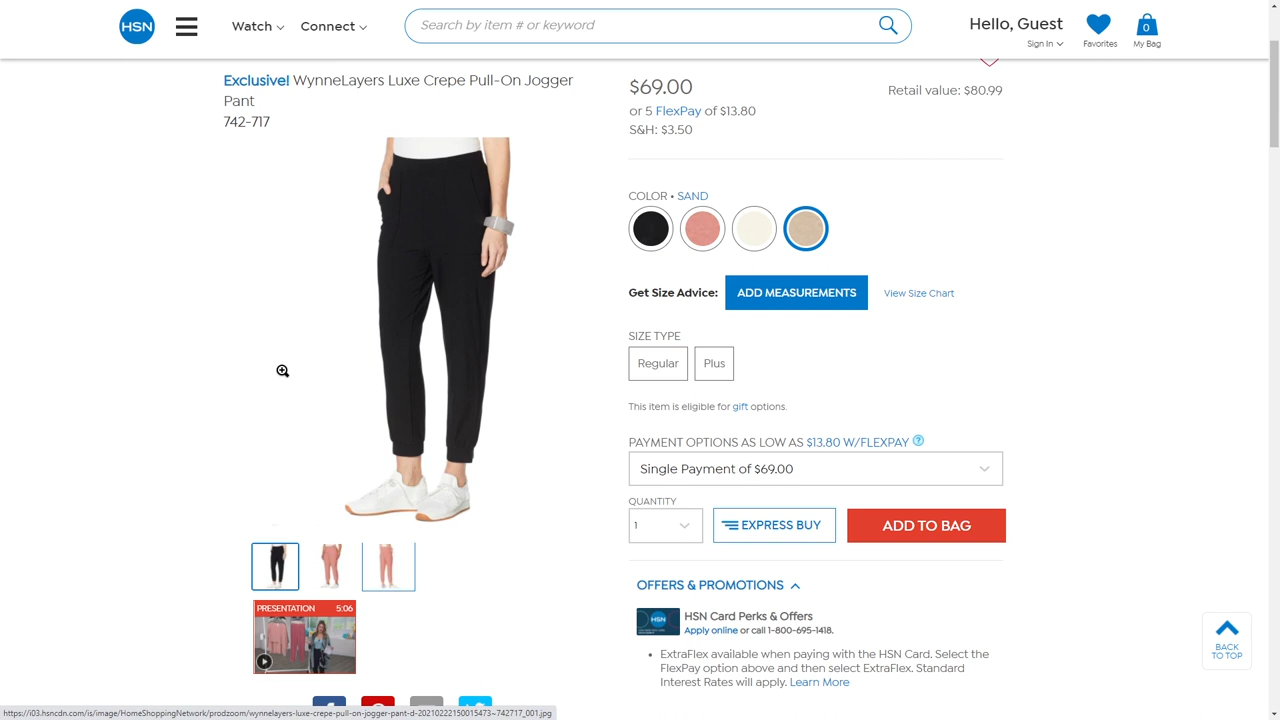 HSN
Watch
Connect
Search by item # or keyword
Hello, Guest
Sign In
Favorites
0
My Bag
Exclusive! WynneLayers Luxe Crepe Pull-On Jogger
Pant
742-717
$69.00
Retail value: $80.99
or 5 FlexPay of $13.80
S&H: $3.50
COLOR • SAND
Get Size Advice:
ADD MEASUREMENTS
View Size Chart
SIZE TYPE
Regular
Plus
This item is eligible for gift options.
PAYMENT OPTIONS AS LOW AS $13.80 W/FLEXPAY ?
Single Payment of $69.00
QUANTITY
1
EXPRESS BUY
ADD TO BAG
PRESENTATION 5:06
OFFERS & PROMOTIONS
HSN
HSN Card Perks & Offers
Apply online or call 1-800-695-1418.
• ExtraFlex available when paying with the HSN Card. Select the
FlexPay option above and then select ExtraFlex. Standard
Interest Rates will apply. Learn More
BACK
TO TOP
https://i03.hsncdn.com/is/image/HomeShoppingNetwork/prodzoom/wynnelayers-luxe-crepe-pull-on-jogger-pant-d-20210222150015473~742717_001.jpg